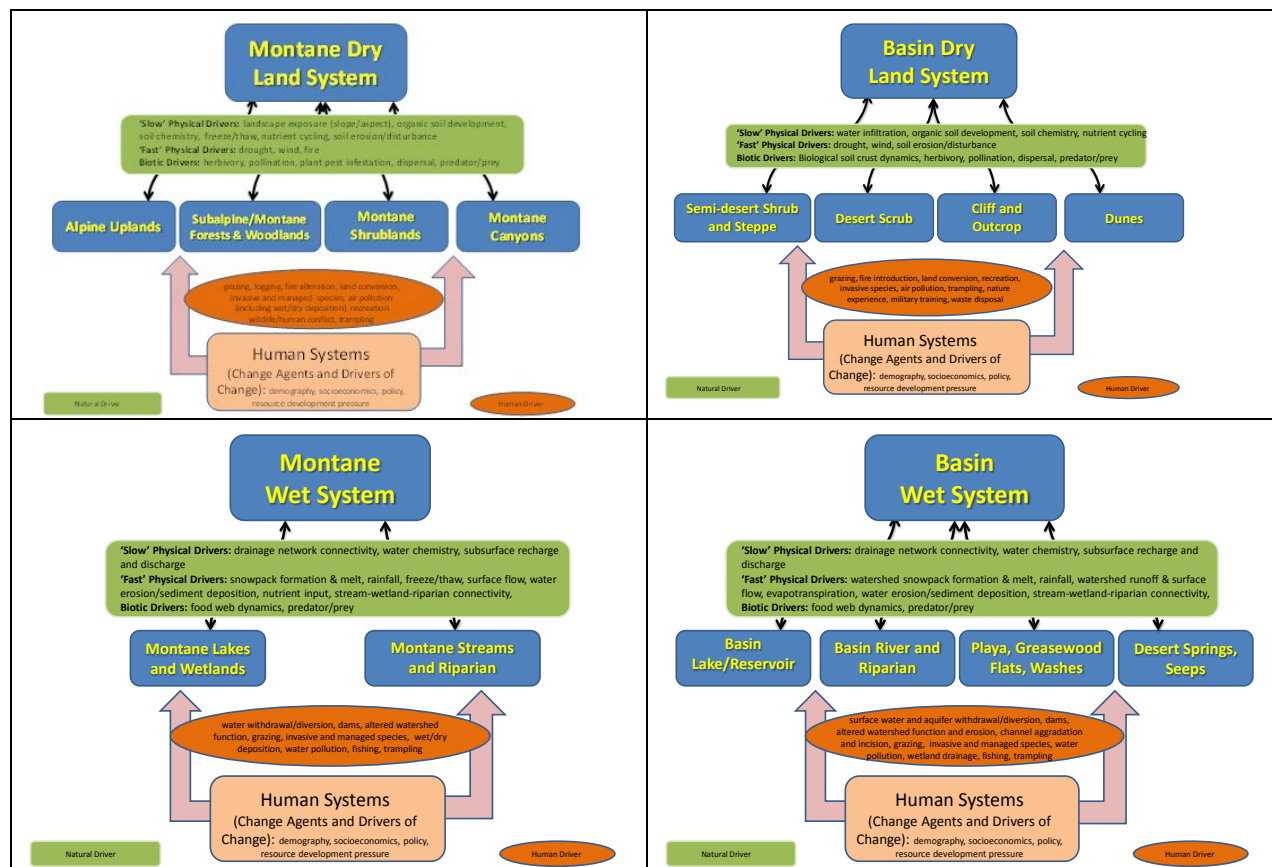 Montane Dry
Land System
'Slow' Physical Drivers: landscape exposure (slope/aspect), organic soil development,
soil chemistry, freeze/thaw, nutrient cycling, soil erosion/disturbance
'Fast' Physical Drivers: drought, wind, fire
Biotic Drivers: herbivory, pollination, plant pest infestation, dispersal, predator/prey
Alpine Uplands
Subalpine/Montane
Forests & Woodlands
Montane
Shrublands
Montane
Canyons
grazing, logging, fire alteration, land conversion,
invasive and managed species, air pollution
(including wet/dry deposition), recreation
wildlife/human conflict, trampling
Human Systems
(Change Agents and Drivers of
Change): demography, socioeconomics, policy,
resource development pressure
Natural Driver
Human Driver
Basin Dry
Land System
'Slow' Physical Drivers: water infiltration, organic soil development, soil chemistry, nutrient cycling
'Fast' Physical Drivers: drought, wind, soil erosion/disturbance
Biotic Drivers: Biological soil crust dynamics, herbivory, pollination, dispersal, predator/prey
Semi-desert Shrub
and Steppe
Desert Scrub
Cliff and
Outcrop
Dunes
grazing, fire introduction, land conversion, recreation,
invasive species, air pollution, trampling, nature
experience, military training, waste disposal
Human Systems
(Change Agents and Drivers of
Change): demography, socioeconomics, policy,
resource development pressure
Natural Driver
Human Driver
Montane
Wet System
'Slow' Physical Drivers: drainage network connectivity, water chemistry, subsurface recharge
and discharge
'Fast' Physical Drivers: snowpack formation & melt, rainfall, freeze/thaw, surface flow, water
erosion/sediment deposition, nutrient input, stream-wetland-riparian connectivity,
Biotic Drivers: food web dynamics, predator/prey
Montane Lakes
and Wetlands
Montane Streams
and Riparian
water withdrawal/diversion, dams, altered watershed
function, grazing, invasive and managed species, wet/dry
deposition, water pollution, fishing, trampling
Human Systems
(Change Agents and Drivers of
Change): demography, socioeconomics, policy,
resource development pressure
Natural Driver
Human Driver
Basin
Wet System
'Slow' Physical Drivers: drainage network connectivity, water chemistry, subsurface recharge and
discharge
'Fast' Physical Drivers: watershed snowpack formation & melt, rainfall, watershed runoff & surface
flow, evapotranspiration, water erosion/sediment deposition, stream-wetland-riparian connectivity,
Biotic Drivers: food web dynamics, predator/prey
Basin
Lake/Reservoir
Basin River and
Riparian
Playa, Greasewood
Flats, Washes
Desert Springs,
Seeps
surface water and aquifer withdrawal/diversion, dams,
altered watershed function and erosion, channel aggradation
and incision, grazing, invasive and managed species, water
pollution, wetland drainage, fishing, trampling
Human Systems
(Change Agents and Drivers of
Change): demography, socioeconomics, policy,
resource development pressure
Natural Driver
Human Driver